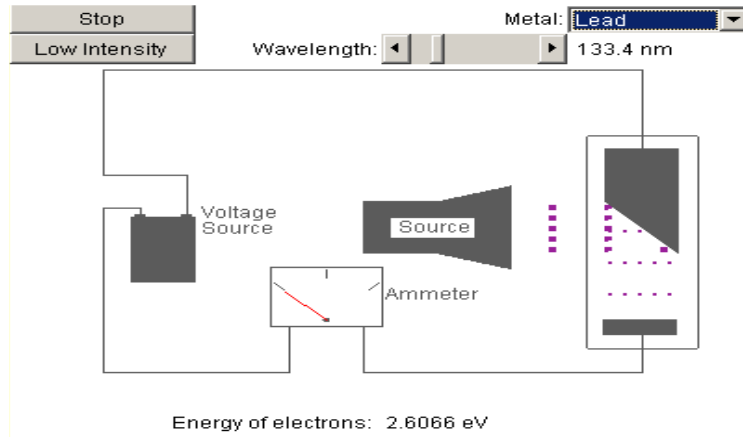 Stop
Metal: Lead
Low Intensity
Wavelength: 133.4 nm
Voltage
Source
Source
Ammeter
Energy of electrons: 2.6066 eV